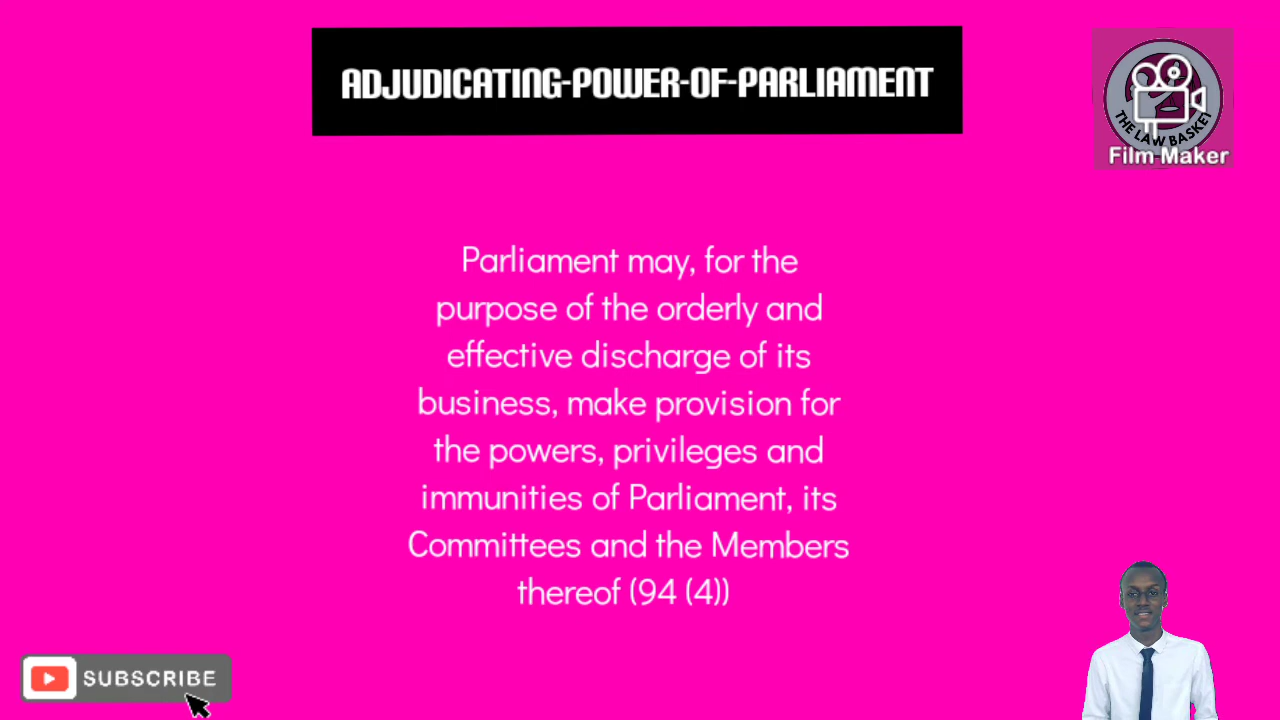 ADJUDICATING-POWER-OF-PARLIAMENT
THE LAW BASKET
Film Maker
Parliament may, for the
purpose of the orderly and
effective discharge of its
business, make provision for
the powers, privileges and
immunities of Parliament, its
Committees and the Members
thereof (94 (4))
SUBSCRIBE